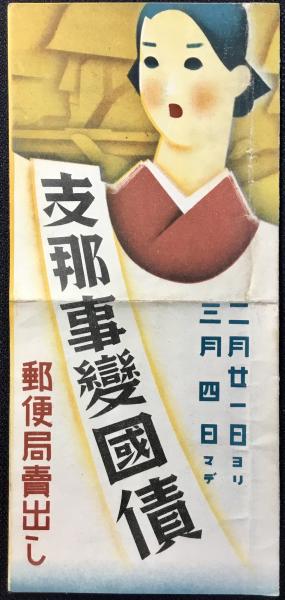 支那事變國債
二月廿一日ヨリ
三月四日マデ
郵便局賣出し